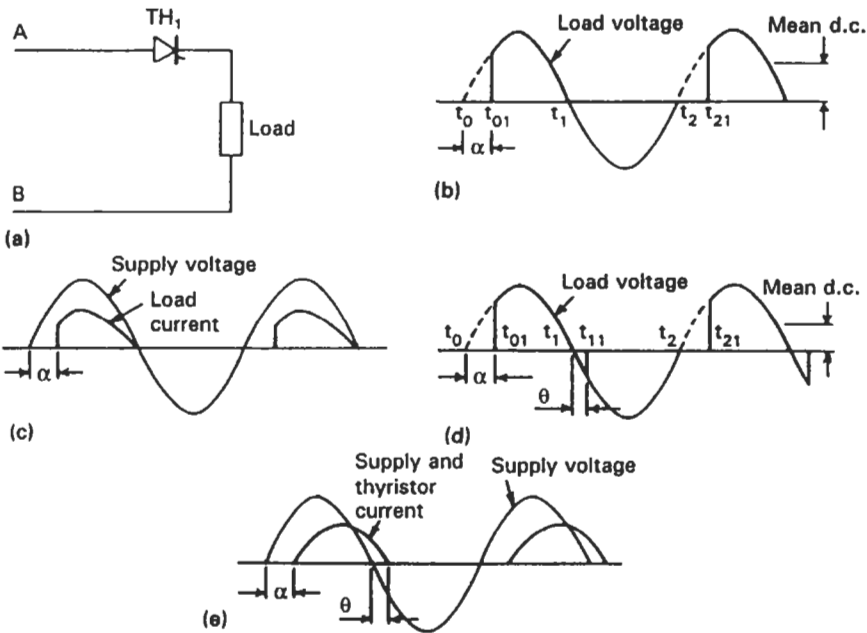 A
TH1
Load
B
(a)
Load voltage
Mean d.c.
t0 t01 t1 t2 t21
α
(b)
Supply voltage
Load
current
α
(c)
Load voltage
Mean d.c.
t0 t01 t1 t11 t2 t21
α
θ
(d)
Supply and
thyristor
current
Supply voltage
α
θ
(e)